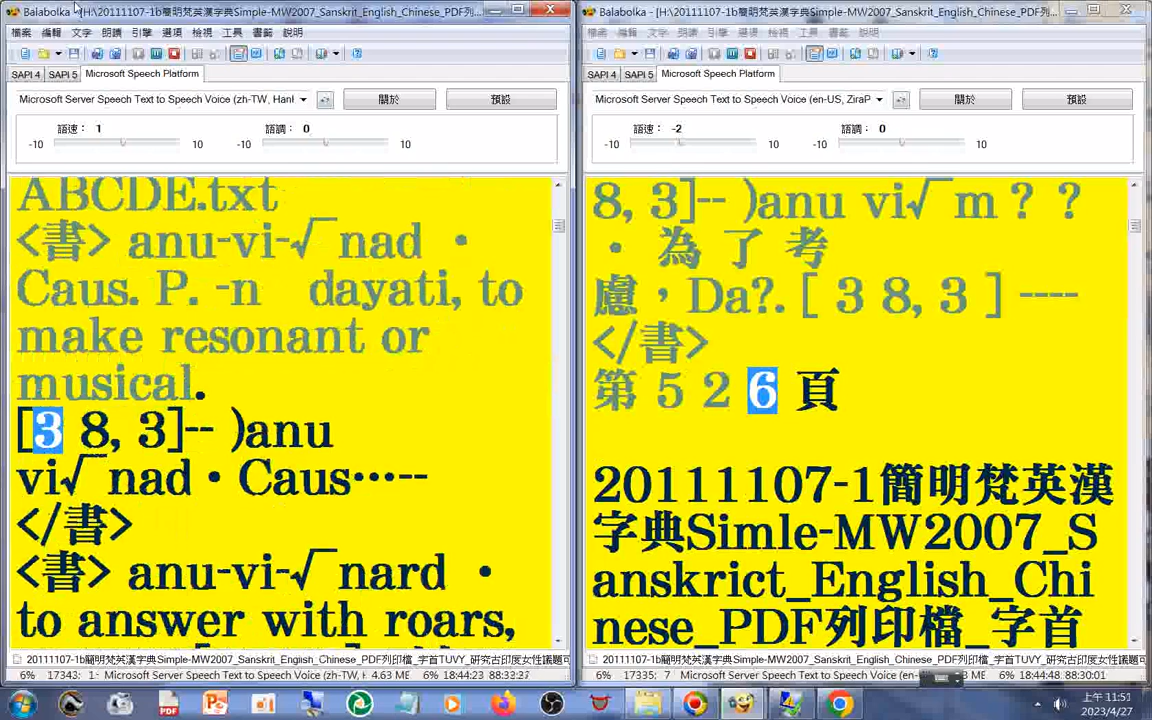 Balabolka - [H:\20111107-1b簡明梵英漢字典Simple-MW2007_Sanskrit_English_Chinese_PDF列...
檔案 編輯 文字 朗讀 引擎 選項 檢視 工具 書籤 說明
SAPI 4 SAPI 5 Microsoft Speech Platform
Microsoft Server Speech Text to Speech Voice (zh-TW, Hanl 關於 預設
語速： 1 語調： 0
-10 10 -10 10
ABCDE.txt
<書> anu-vi-√nad •
Caus. P. -n dayati, to
make resonant or
musical.
[3 8, 3]-- )anu
vi√nad•Caus…--
</書>
<書> anu-vi-√nard •
to answer with roars,
20111107-1b簡明梵英漢字典Simple-MW2007_Sanskrit_English_Chinese_PDF列印檔_字首TUVY_研究古印度女性議題可
6% 17343: 1 Microsoft Server Speech Text to Speech Voice (zh-TW, H 4.63 ME 6% 18:44:23 88:33:27
Balabolka - [H:\20111107-1b簡明梵英漢字典Simple-MW2007_Sanskrit_English_Chinese_PDF列...
檔案 編輯 文字 朗讀 引擎 選項 檢視 工具 書籤 說明
SAPI 4 SAPI 5 Microsoft Speech Platform
Microsoft Server Speech Text to Speech Voice (en-US, ZiraP 關於 預設
語速： -2 語調： 0
-10 10 -10 10
8, 3]-- )anu vi√m？？
• 為 了 考
慮，Da?. [ 3 8, 3 ] ----
</書>
第 5 2 6 頁
20111107-1簡明梵英漢
字典Simle-MW2007_S
anskrict_English_Chi
nese_PDF列印檔_字首
20111107-1b簡明梵英漢字典Simple-MW2007_Sanskrit_English_Chinese_PDF列印檔_字首TUVY_研究古印度女性議題可
6% 17335: 7 Microsoft Server Speech Text to Speech Voice (en-US, Z 4.63 ME 6% 18:44:48 88:30:01
上午 11:51
2023/4/27